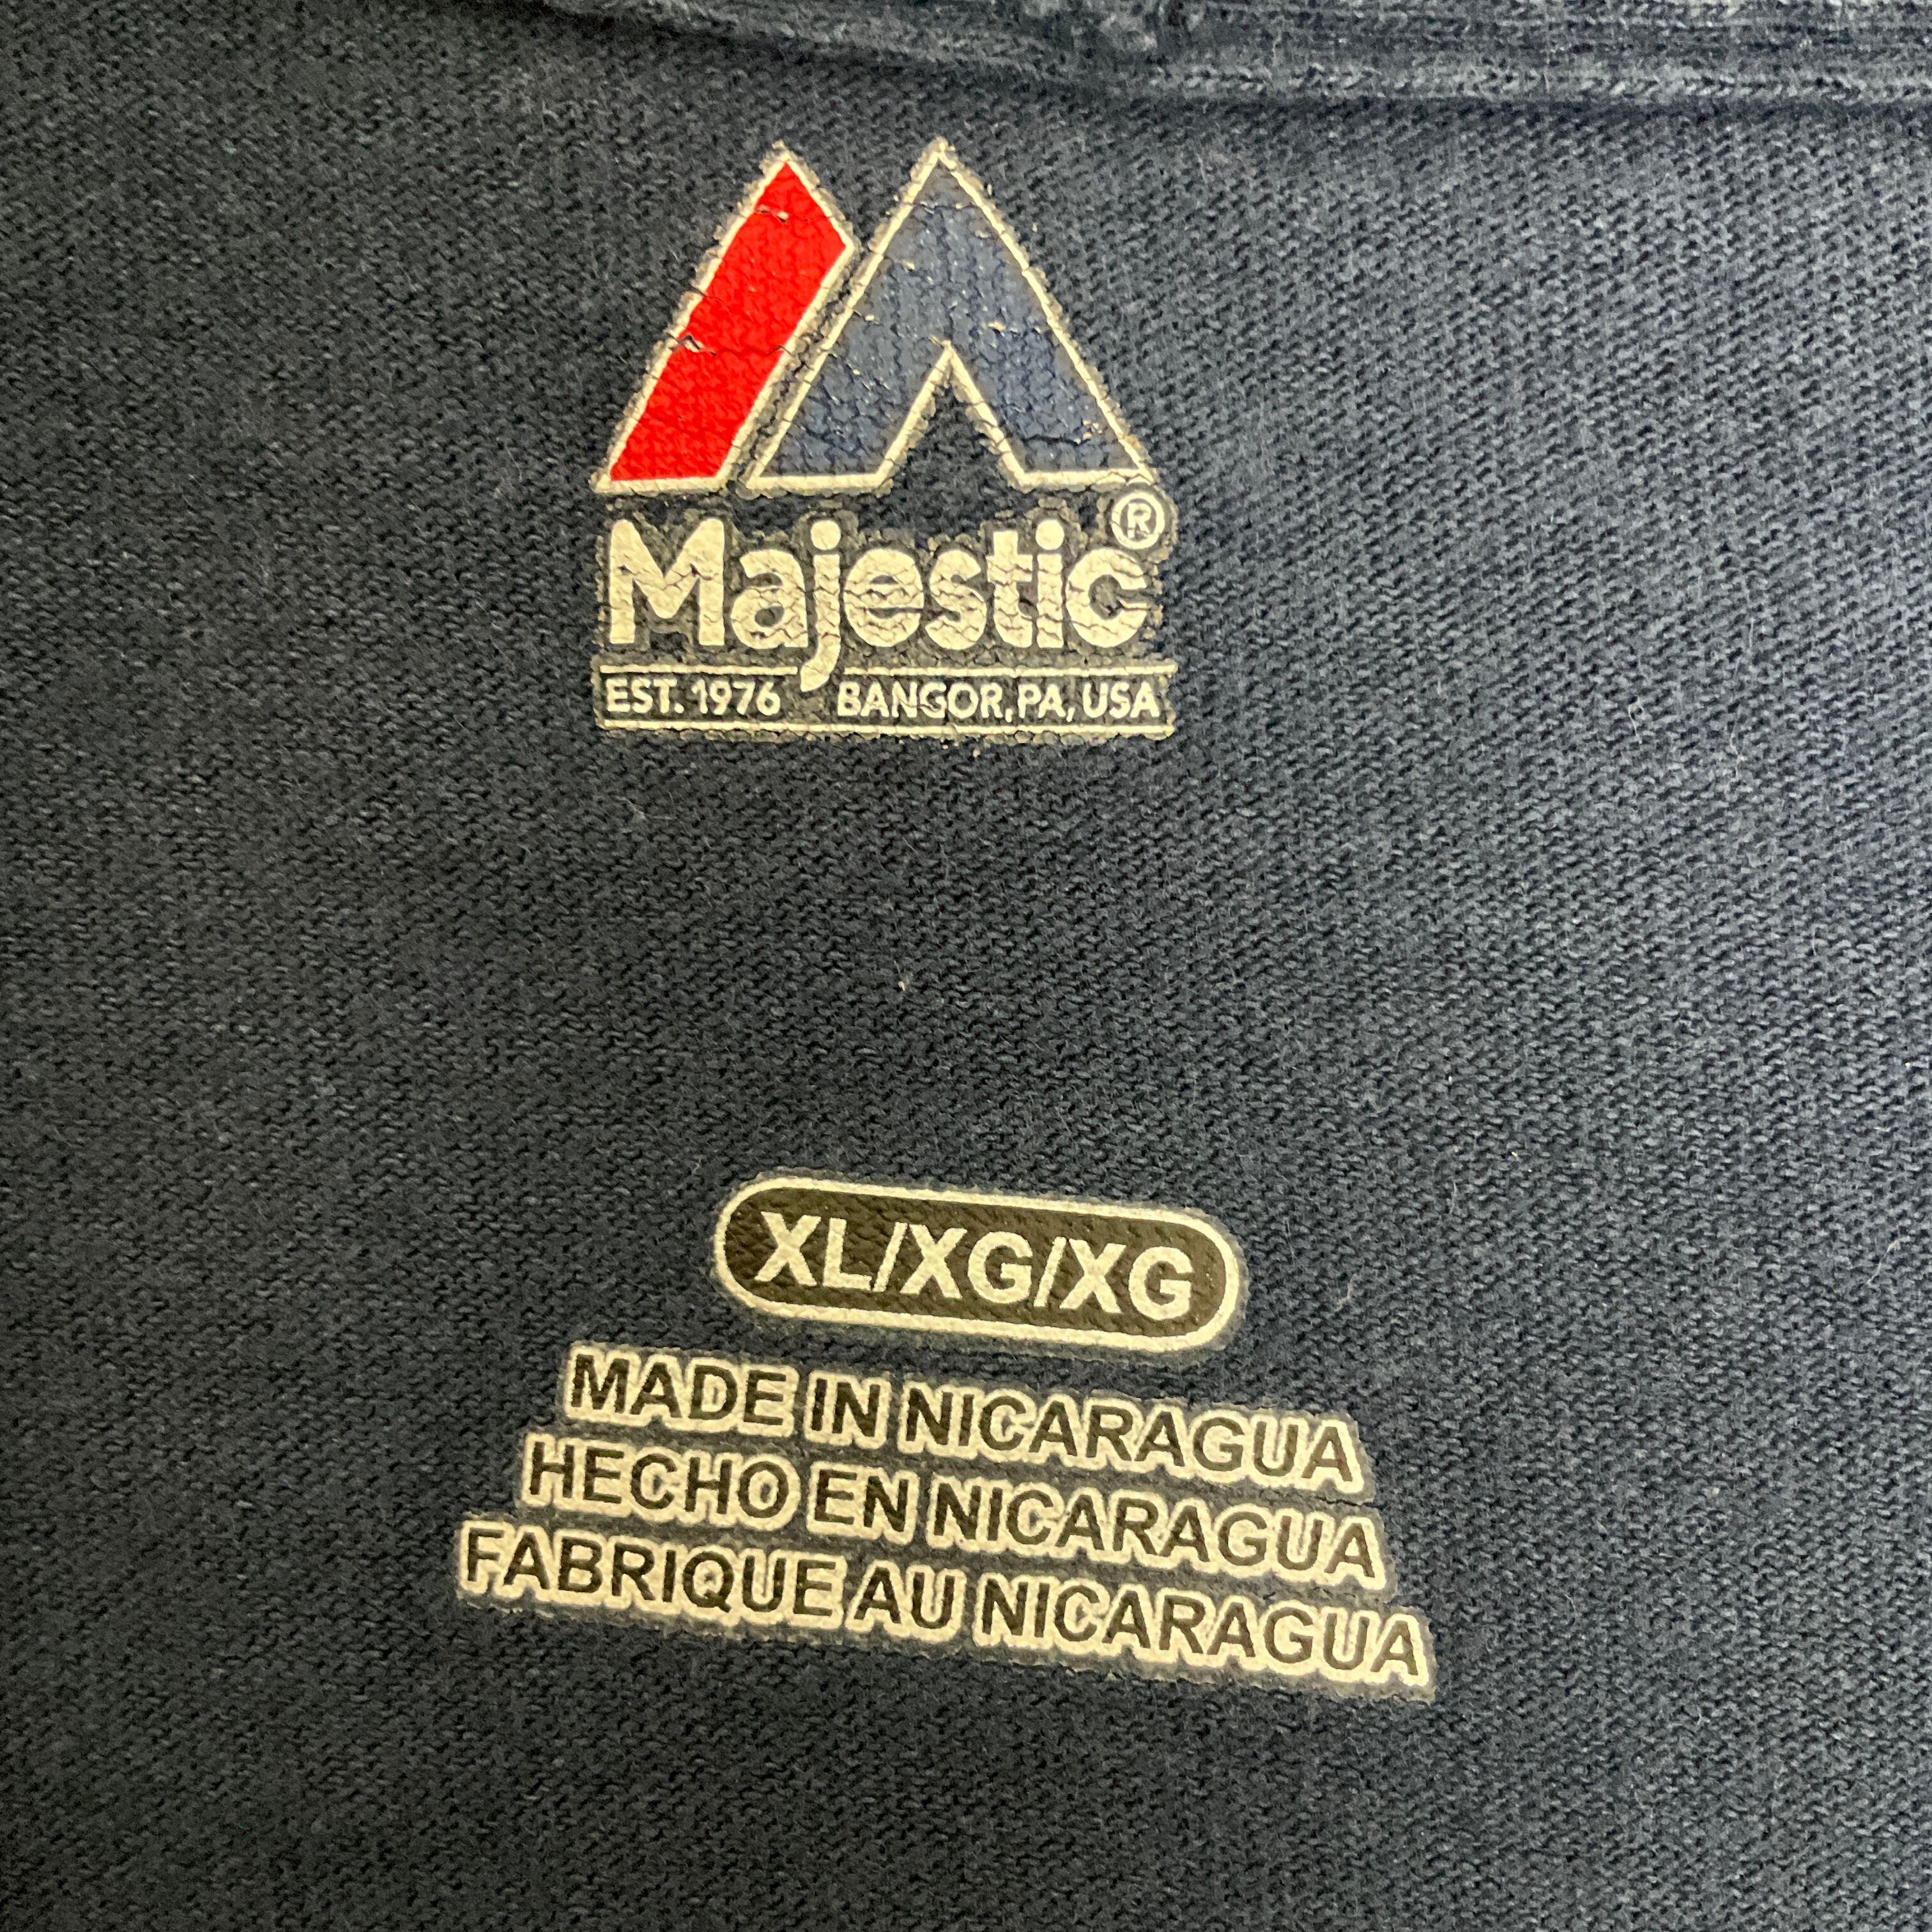 Majestic®
EST. 1976 BANGOR, PA, USA
XL/XG/XG
MADE IN NICARAGUA
HECHO EN NICARAGUA
FABRIQUE AU NICARAGUA